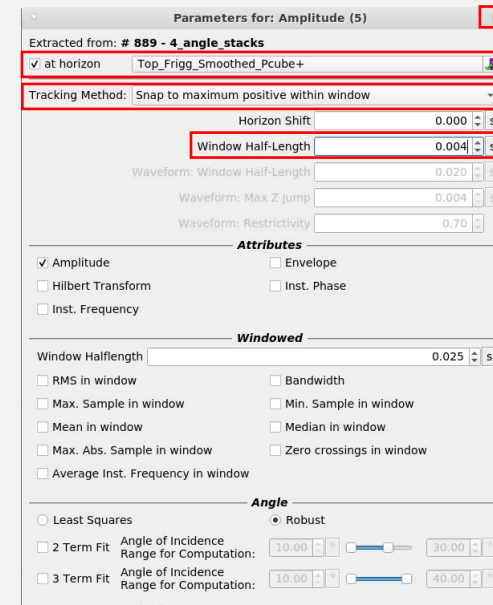 Parameters for: Amplitude (5)
Extracted from: # 889 - 4_angle_stacks
at horizon Top_Frigg_Smoothed_Pcube+
Tracking Method: Snap to maximum positive within window
Horizon Shift 0.000 s
Window Half-Length 0.004 s
Waveform: Window Half-Length 0.020 s
Waveform: Max Z Jump 0.004 s
Waveform: Restrictivity 0.70
Attributes
Amplitude Envelope
Hilbert Transform Inst. Phase
Inst. Frequency
Windowed
Window Halflength 0.025 s
RMS in window Bandwidth
Max. Sample in window Min. Sample in window
Mean in window Median in window
Max. Abs. Sample in window Zero crossings in window
Average Inst. Frequency in window
Angle
Least Squares Robust
2 Term Fit Angle of Incidence Range for Computation: 10.00 ° 30.00 °
3 Term Fit Angle of Incidence Range for Computation: 10.00 ° 40.00 °